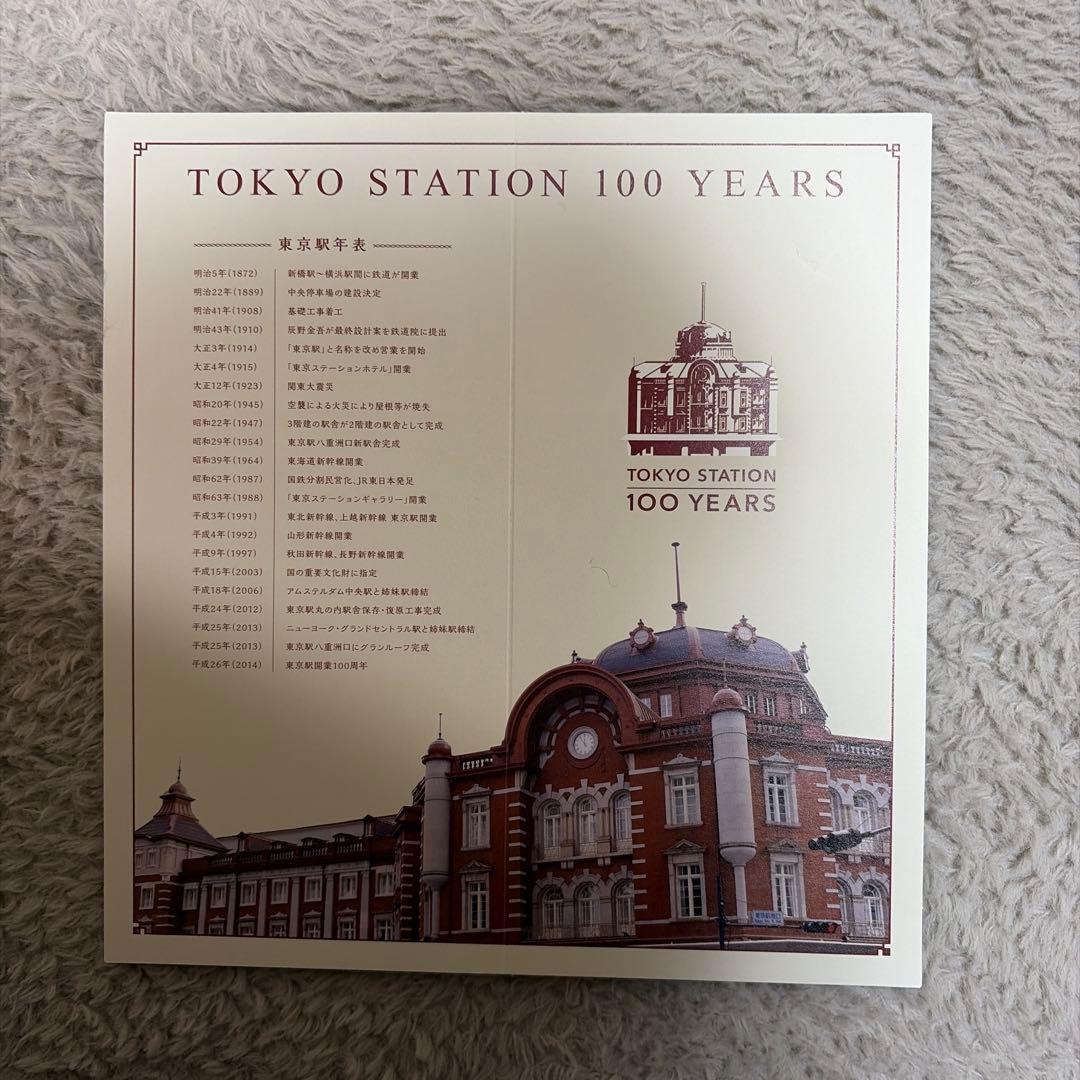 TOKYO STATION 100 YEARS
東京駅年表
明治5年(1872) 新橋駅〜横浜駅間に鉄道が開業
明治22年(1889) 中央停車場の建設決定
明治41年(1908) 基礎工事着工
明治43年(1910) 辰野金吾が最終設計案を鉄道院に提出
大正3年(1914) 「東京駅」と名称を改め営業を開始
大正4年(1915) 「東京ステーションホテル」開業
大正12年(1923) 関東大震災
昭和20年(1945) 空襲による火災により屋根等が焼失
昭和22年(1947) 3階建の駅舎が2階建の駅舎として完成
昭和29年(1954) 東京駅八重洲口新駅舎完成
昭和39年(1964) 東海道新幹線開業
昭和62年(1987) 国鉄分割民営化、JR東日本発足
昭和63年(1988) 「東京ステーションギャラリー」開業
平成3年(1991) 東北新幹線、上越新幹線 東京駅開業
平成4年(1992) 山形新幹線開業
平成9年(1997) 秋田新幹線、長野新幹線開業
平成15年(2003) 国の重要文化財に指定
平成18年(2006) アムステルダム中央駅と姉妹駅締結
平成24年(2012) 東京駅丸の内駅舎保存・復原工事完成
平成25年(2013) ニューヨーク・グランドセントラル駅と姉妹駅締結
平成25年(2013) 東京駅八重洲口にグランルーフ完成
平成26年(2014) 東京駅開業100周年
TOKYO STATION
100 YEARS